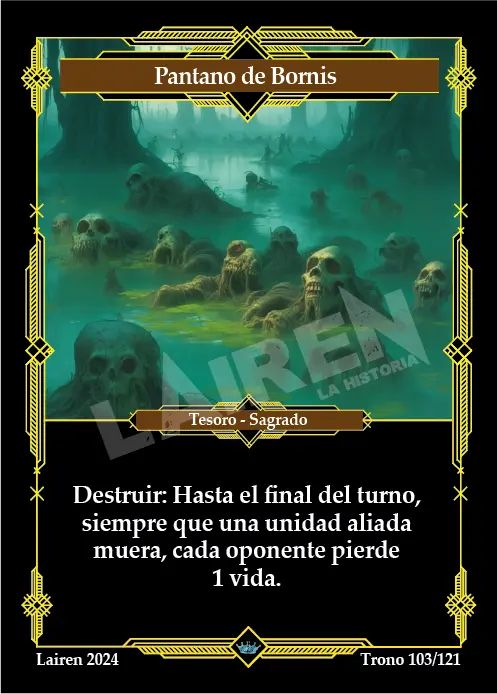 Pantano de Bornis
LAIREN
LA HISTORIA
Tesoro - Sagrado
Destruir: Hasta el final del turno,
siempre que una unidad aliada
muera, cada oponente pierde
1 vida.
Lairen 2024
Trono 103/121